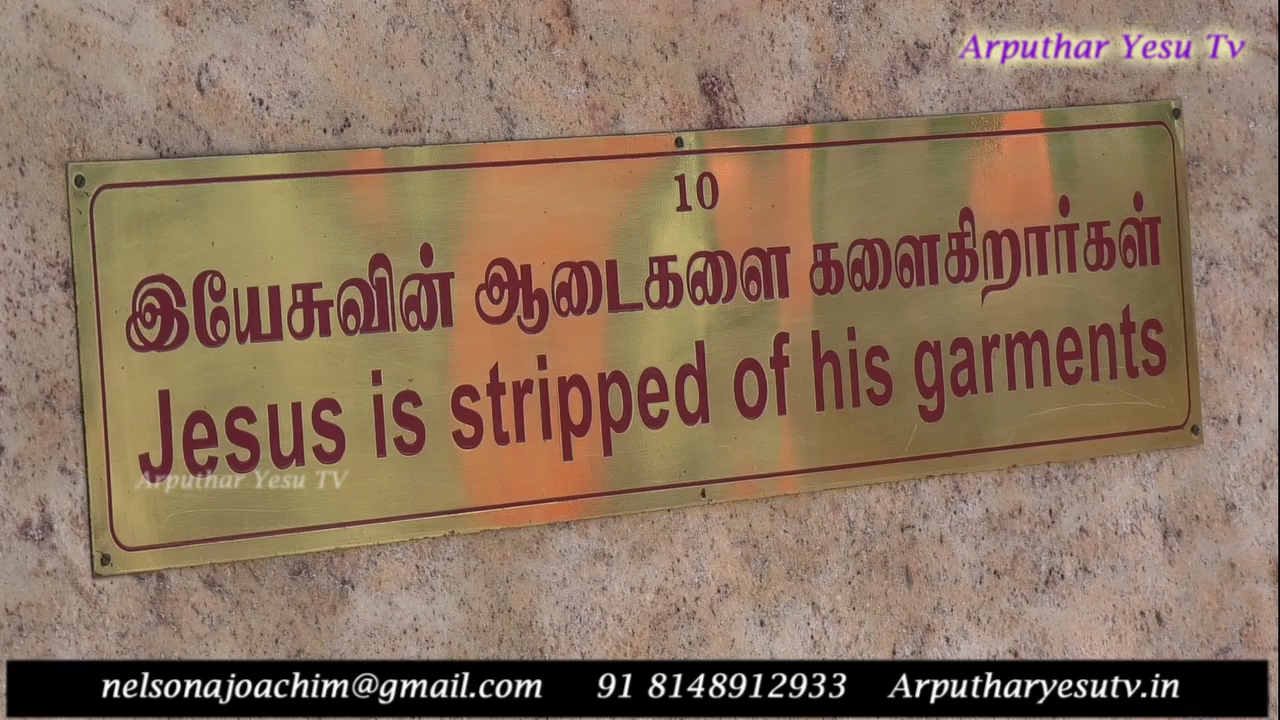 Arputhar Yesu Tv
10
இயேசுவின் ஆடைகளை களைகிறார்கள்
Jesus is stripped of his garments
Arputhar Yesu TV
nelsonajoachim@gmail.com 91 8148912933 Arputharyesutv.in